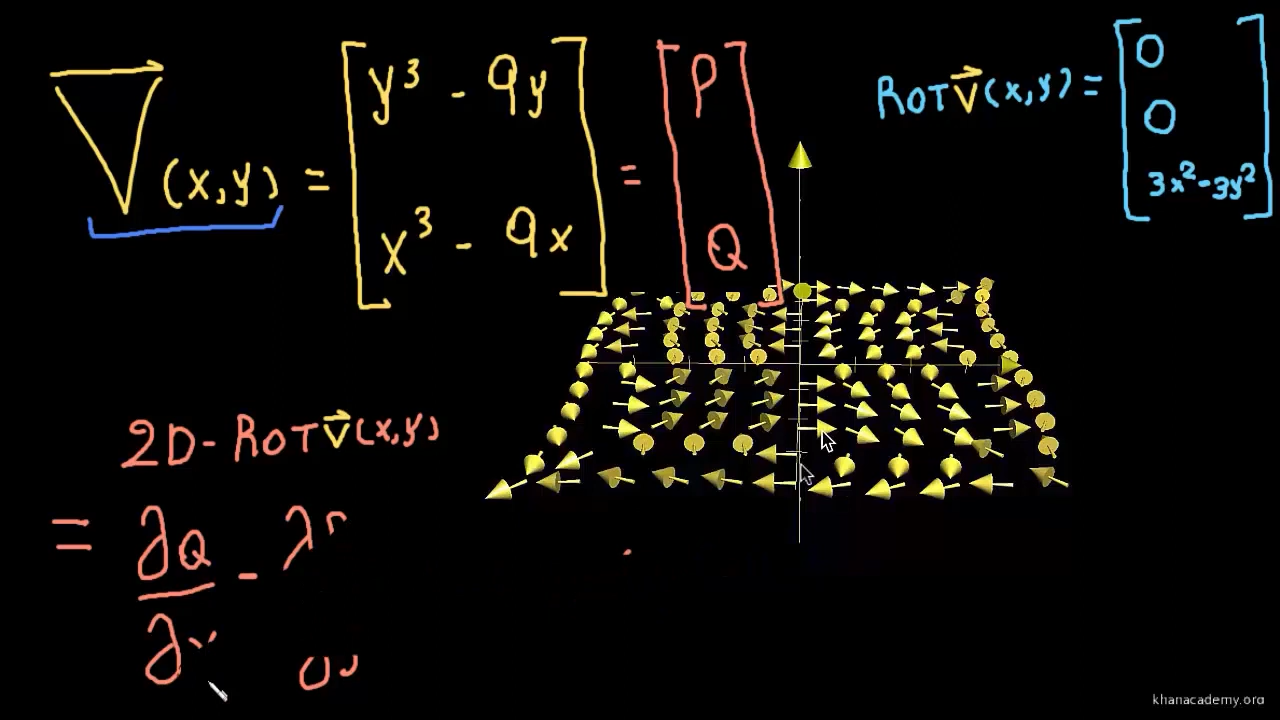 V⃗(x,y) = [y³ - 9y
x³ - 9x] = [P
Q]
ROT V⃗(x,y) = [0
0
3x² - 3y²]
2D-ROT V⃗(x,y)
= ∂Q
∂
khanacademy.org